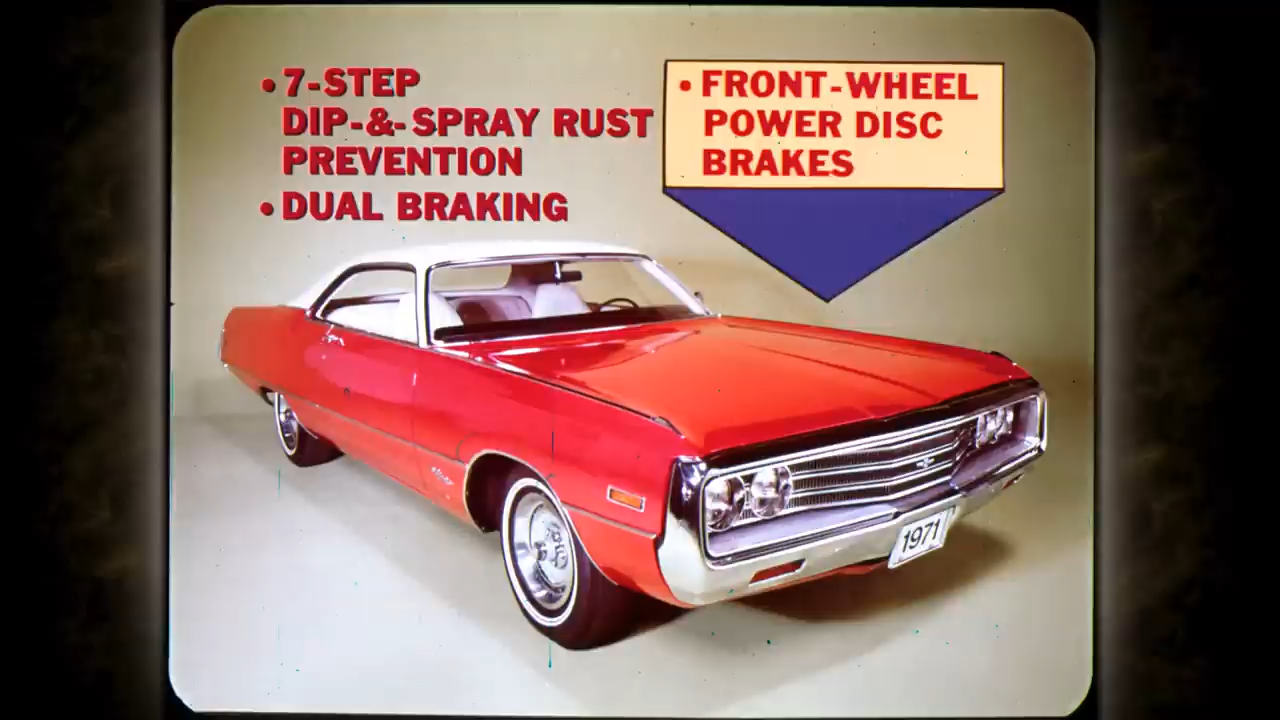 • 7-STEP
DIP-&-SPRAY RUST
PREVENTION
• DUAL BRAKING
• FRONT-WHEEL
POWER DISC
BRAKES
1971